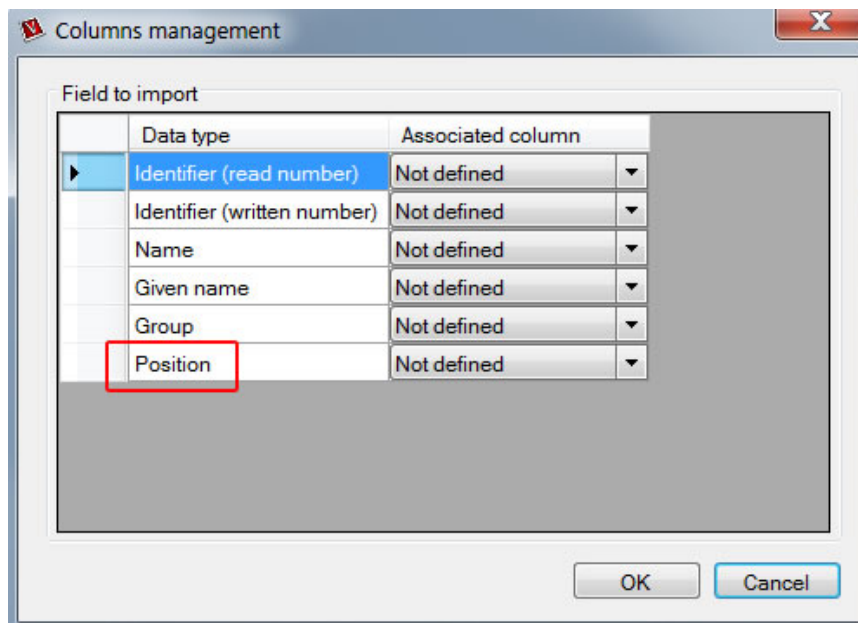 Columns management
Field to import
Data type Associated column
Identifier (read number) Not defined
Identifier (written number) Not defined
Name Not defined
Given name Not defined
Group Not defined
Position Not defined
OK Cancel